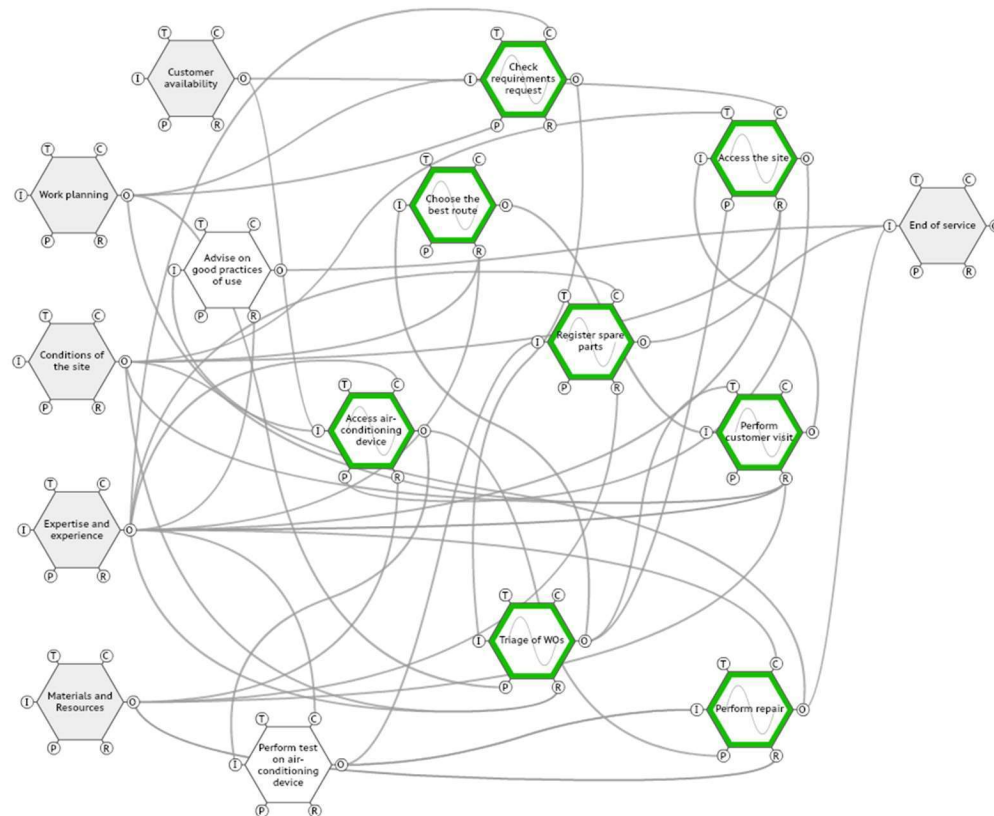 T C
I Customer
availability O
P R
T C
I Check
requirements
request O
P R
T C
I Access the site O
P R
T C
I Work planning O
P R
T C
I Choose the
best route O
P R
T C
I End of service O
P R
T C
I Advise on
good practices
of use O
P R
T C
I Conditions of
the site O
P R
T C
I Register spare
parts O
P R
T C
I Access air-
conditioning
device O
P R
T C
I Perform
customer visit O
P R
T C
I Expertise and
experience O
P R
T C
I Triage of WOs O
P R
T C
I Materials and
Resources O
P R
T C
I Perform repair O
P R
T C
I Perform test
on air-
conditioning
device O
P R